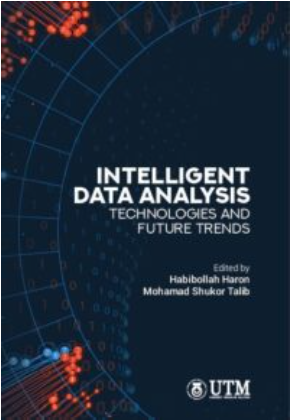 INTELLIGENT
DATA ANALYSIS
TECHNOLOGIES AND
FUTURE TRENDS
Edited by
Habibollah Haron
Mohamad Shukor Talib
UTM